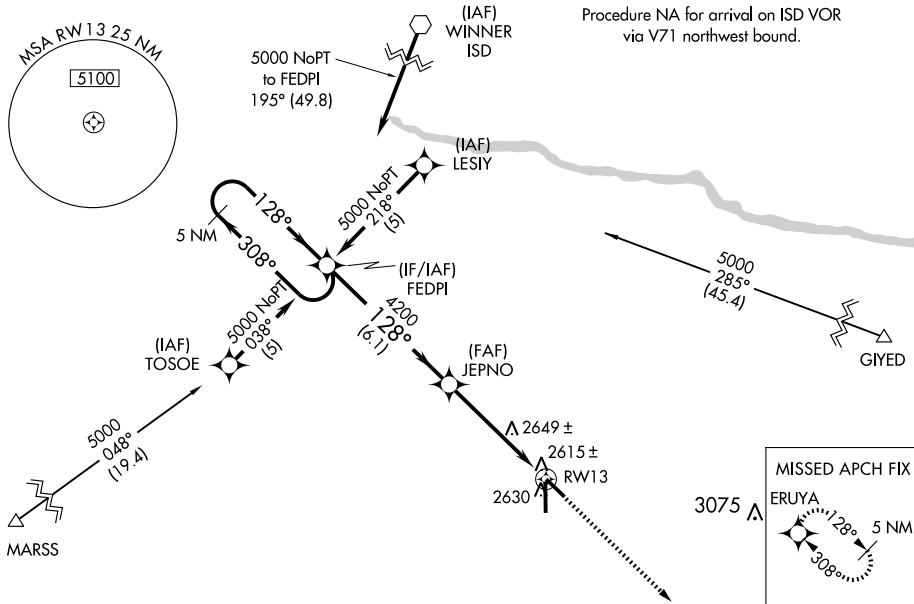 MSA RW13 25 NM
5100
(IAF)
WINNER
ISD
5000 NoPT
to FEDPI
195° (49.8)
Procedure NA for arrival on ISD VOR
via V71 northwest bound.
(IAF)
LESIY
5000 NoPT
218°
(5)
128°
5 NM
308°
(IF/IAF)
FEDPI
5000
285°
(45.4)
GIYED
5000 NoPT
038°
(5)
(IAF)
TOSOE
4200
128°
(6.1)
(FAF)
JEPNO
5000
048°
(19.4)
MARSS
2649 ±
2615 ±
RW13
2630
3075
MISSED APCH FIX
ERUYA
128°
5 NM
308°